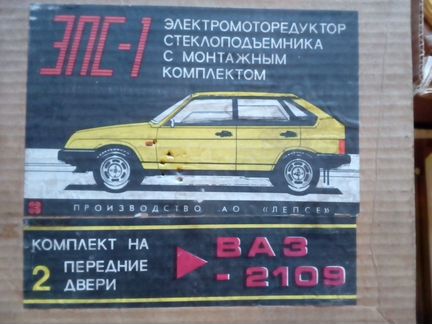 ЭПС-1
ЭЛЕКТРОМОТОРЕДУКТОР
СТЕКЛОПОДЪЕМНИКА
С МОНТАЖНЫМ
КОМПЛЕКТОМ
ПРОИЗВОДСТВО АО «ЛЕПСЕ»
КОМПЛЕКТ НА
2 ПЕРЕДНИЕ
ДВЕРИ
ВАЗ
- 2109